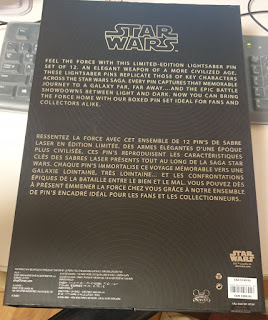 STAR
WARS
FEEL THE FORCE WITH THIS LIMITED-EDITION LIGHTSABER PIN
SET OF 12. AN ELEGANT WEAPON OF A MORE CIVILIZED AGE,
THESE LIGHTSABER PINS REPLICATE THOSE OF KEY CHARACTERS
ACROSS THE STAR WARS SAGA. EVERY PIN CAPTURES THAT MEMORABLE
JOURNEY TO A GALAXY FAR, FAR AWAY....AND THE EPIC BATTLE
SHOWDOWNS BETWEEN LIGHT AND DARK. NOW YOU CAN BRING
THE FORCE HOME WITH OUR BOXED PIN SET IDEAL FOR FANS AND
COLLECTORS ALIKE.
RESSENTEZ LA FORCE AVEC CET ENSEMBLE DE 12 PIN'S DE SABRE
LASER EN ÉDITION LIMITÉE, DES ARMES ÉLÉGANTES D'UNE ÉPOQUE
PLUS CIVILISÉE, CES PIN'S REPRODUISENT LES CARACTÉRISTIQUES
CLÉS DES SABRES LASER PRÉSENTS TOUT AU LONG DE LA SAGA STAR
WARS. CHAQUE PIN'S IMMORTALISE CE VOYAGE MÉMORABLE VERS UNE
GALAXIE LOINTAINE, TRÈS LOINTAINE... ET LES CONFRONTATIONS
ÉPIQUES DE LA BATAILLE ENTRE LE BIEN ET LE MAL. VOUS POUVEZ DÈS
À PRÉSENT EMMENER LA FORCE CHEZ VOUS GRÂCE À NOTRE ENSEMBLE
DE PIN'S ENCADRÉ IDÉAL POUR LES FANS ET LES COLLECTIONNEURS.